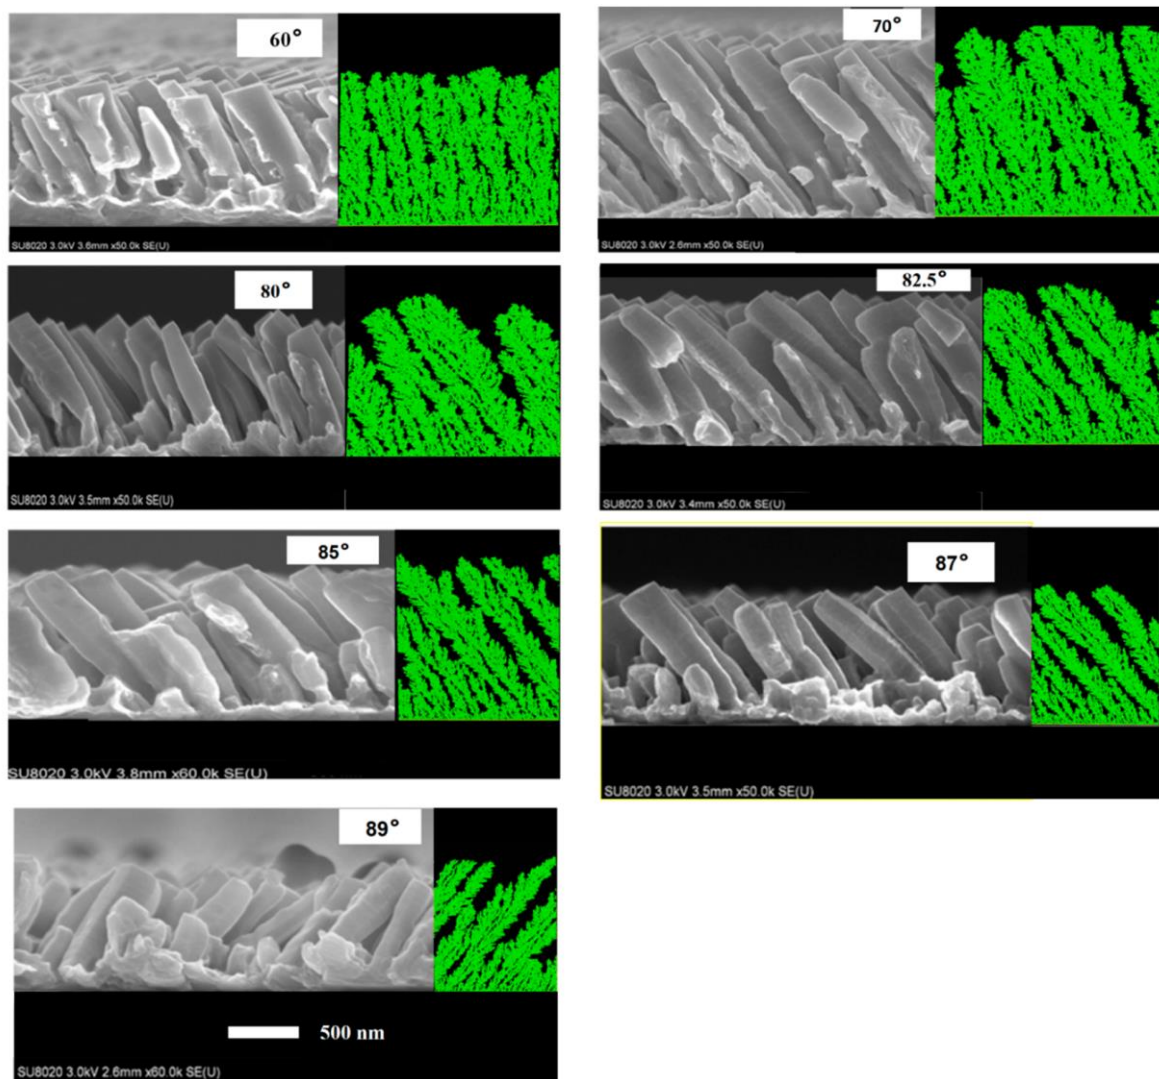 60°
SU8020 3.0kV 3.6mm x50.0k SE(U)
70°
SU8020 3.0kV 2.6mm x50.0k SE(U)
80°
SU8020 3.0kV 3.5mm x50.0k SE(U)
82.5°
SU8020 3.0kV 3.4mm x50.0k SE(U)
85°
SU8020 3.0kV 3.8mm x60.0k SE(U)
87°
SU8020 3.0kV 3.5mm x50.0k SE(U)
89°
500 nm
SU8020 3.0kV 2.6mm x60.0k SE(U)